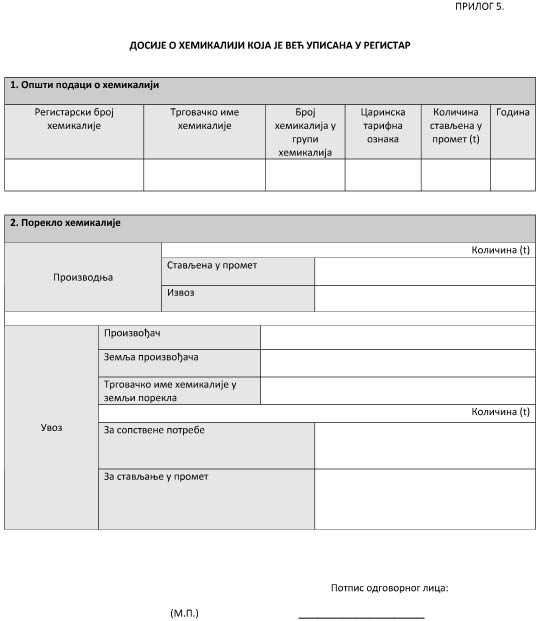 ПРИЛОГ 5.
ДОСИЈЕ О ХЕМИКАЛИЈИ КОЈА ЈЕ ВЕЋ УПИСАНА У РЕГИСТАР
1. Општи подаци о хемикалији
Регистарски број
хемикалије
Трговачко име
хемикалије
Број
хемикалија у
групи
хемикалија
Царинска
тарифна
ознака
Количина
стављена у
промет (t)
Година
2. Порекло хемикалије
Производња
Количина (t)
Стављена у промет
Извоз
Увоз
Произвођач
Земља произвођача
Трговачко име хемикалије у
земљи порекла
Количина (t)
За сопствене потребе
За стављање у промет
Потпис одговорног лица:
(М.П.)